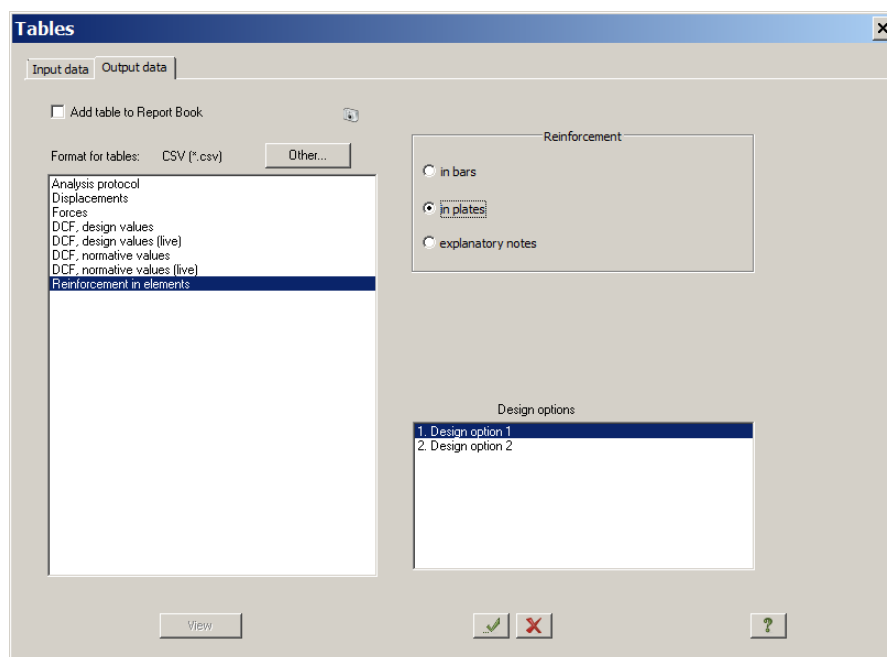 Tables
Input data
Output data
Add table to Report Book
Format for tables: CSV (*.csv)
Other...
Analysis protocol
Displacements
Forces
DCF, design values
DCF, design values (live)
DCF, normative values
DCF, normative values (live)
Reinforcement in elements
Reinforcement
in bars
in plates
explanatory notes
Design options
1. Design option 1
2. Design option 2
View
?